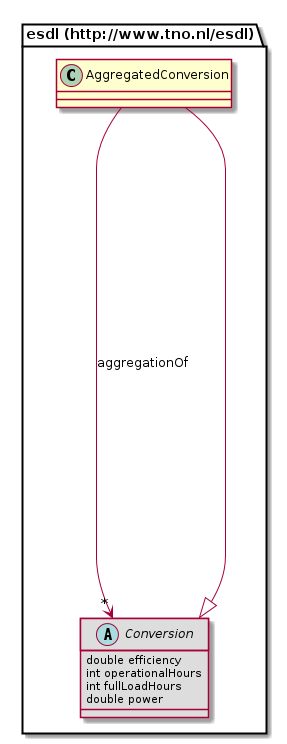 esdl (http://www.tno.nl/esdl)
C AggregatedConversion
aggregationOf
*
A Conversion
double efficiency
int operationalHours
int fullLoadHours
double power